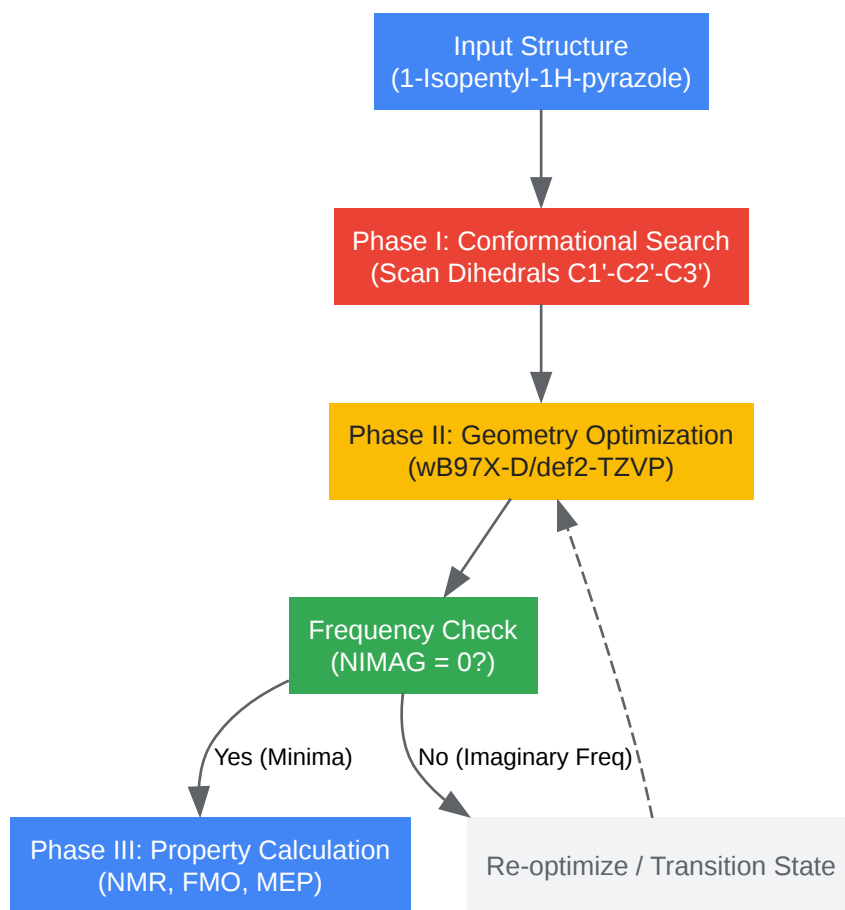 Input Structure
(1-Isopentyl-1H-pyrazole)
Phase I: Conformational Search
(Scan Dihedrals C1'-C2'-C3')
Phase II: Geometry Optimization
(wB97X-D/def2-TZVP)
Frequency Check
(NIMAG = 0?)
Yes (Minima)
No (Imaginary Freq)
Phase III: Property Calculation
(NMR, FMO, MEP)
Re-optimize / Transition State